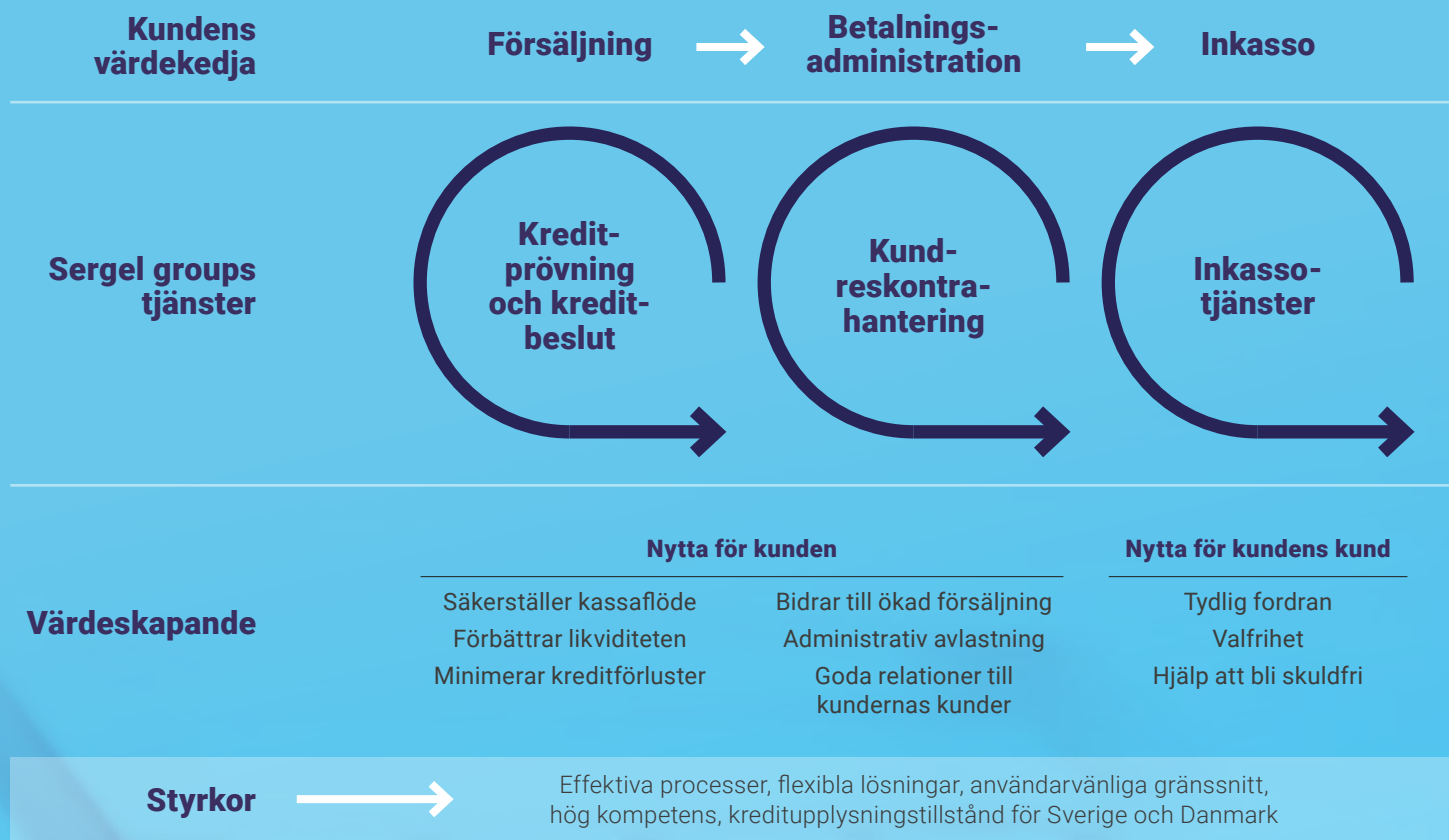 Kundens
värdekedja
Försäljning
Betalnings-
administration
Inkasso
Sergel groups
tjänster
Kredit-
prövning
och kredit-
beslut
Kund-
reskontra-
hantering
Inkasso-
tjänster
Värdeskapande
Nytta för kunden
Säkerställer kassaflöde
Förbättrar likviditeten
Minimerar kreditförluster
Bidrar till ökad försäljning
Administrativ avlastning
Goda relationer till
kundernas kunder
Nytta för kundens kund
Tydlig fordran
Valfrihet
Hjälp att bli skuldfri
Styrkor
Effektiva processer, flexibla lösningar, användarvänliga gränssnitt,
hög kompetens, kreditupplysningstillstånd för Sverige och Danmark